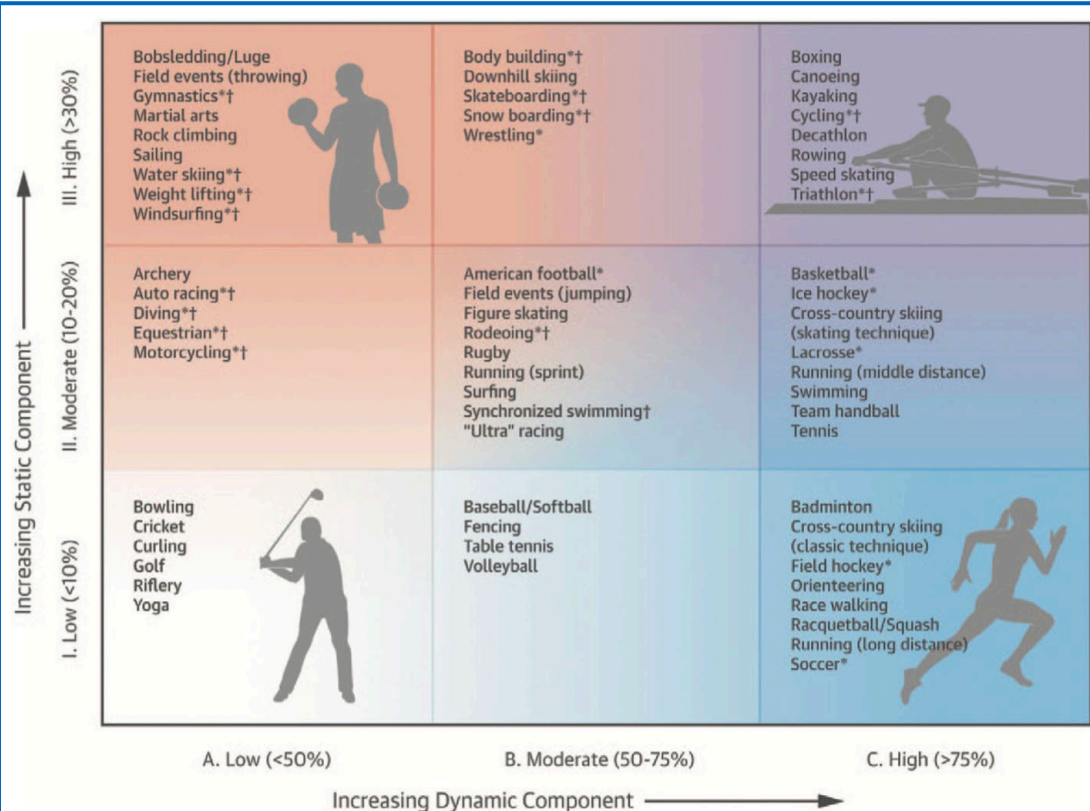 Increasing Static Component
III. High (>30%)
Bobsledding/Luge
Field events (throwing)
Gymnastics*†
Martial arts
Rock climbing
Sailing
Water skiing*†
Weight lifting*†
Windsurfing*†
Body building*†
Downhill skiing
Skateboarding*†
Snow boarding*†
Wrestling*
Boxing
Canoeing
Kayaking
Cycling*†
Decathlon
Rowing
Speed skating
Triathlon*†
II. Moderate (10-20%)
Archery
Auto racing*†
Diving*†
Equestrian*†
Motorcycling*†
American football*
Field events (jumping)
Figure skating
Rodeoing*†
Rugby
Running (sprint)
Surfing
Synchronized swimming†
"Ultra" racing
Basketball*
Ice hockey*
Cross-country skiing
(skating technique)
Lacrosse*
Running (middle distance)
Swimming
Team handball
Tennis
I. Low (<10%)
Bowling
Cricket
Curling
Golf
Riflery
Yoga
Baseball/Softball
Fencing
Table tennis
Volleyball
Badminton
Cross-country skiing
(classic technique)
Field hockey*
Orienteering
Race walking
Racquetball/Squash
Running (long distance)
Soccer*
A. Low (<50%)
B. Moderate (50-75%)
C. High (>75%)
Increasing Dynamic Component